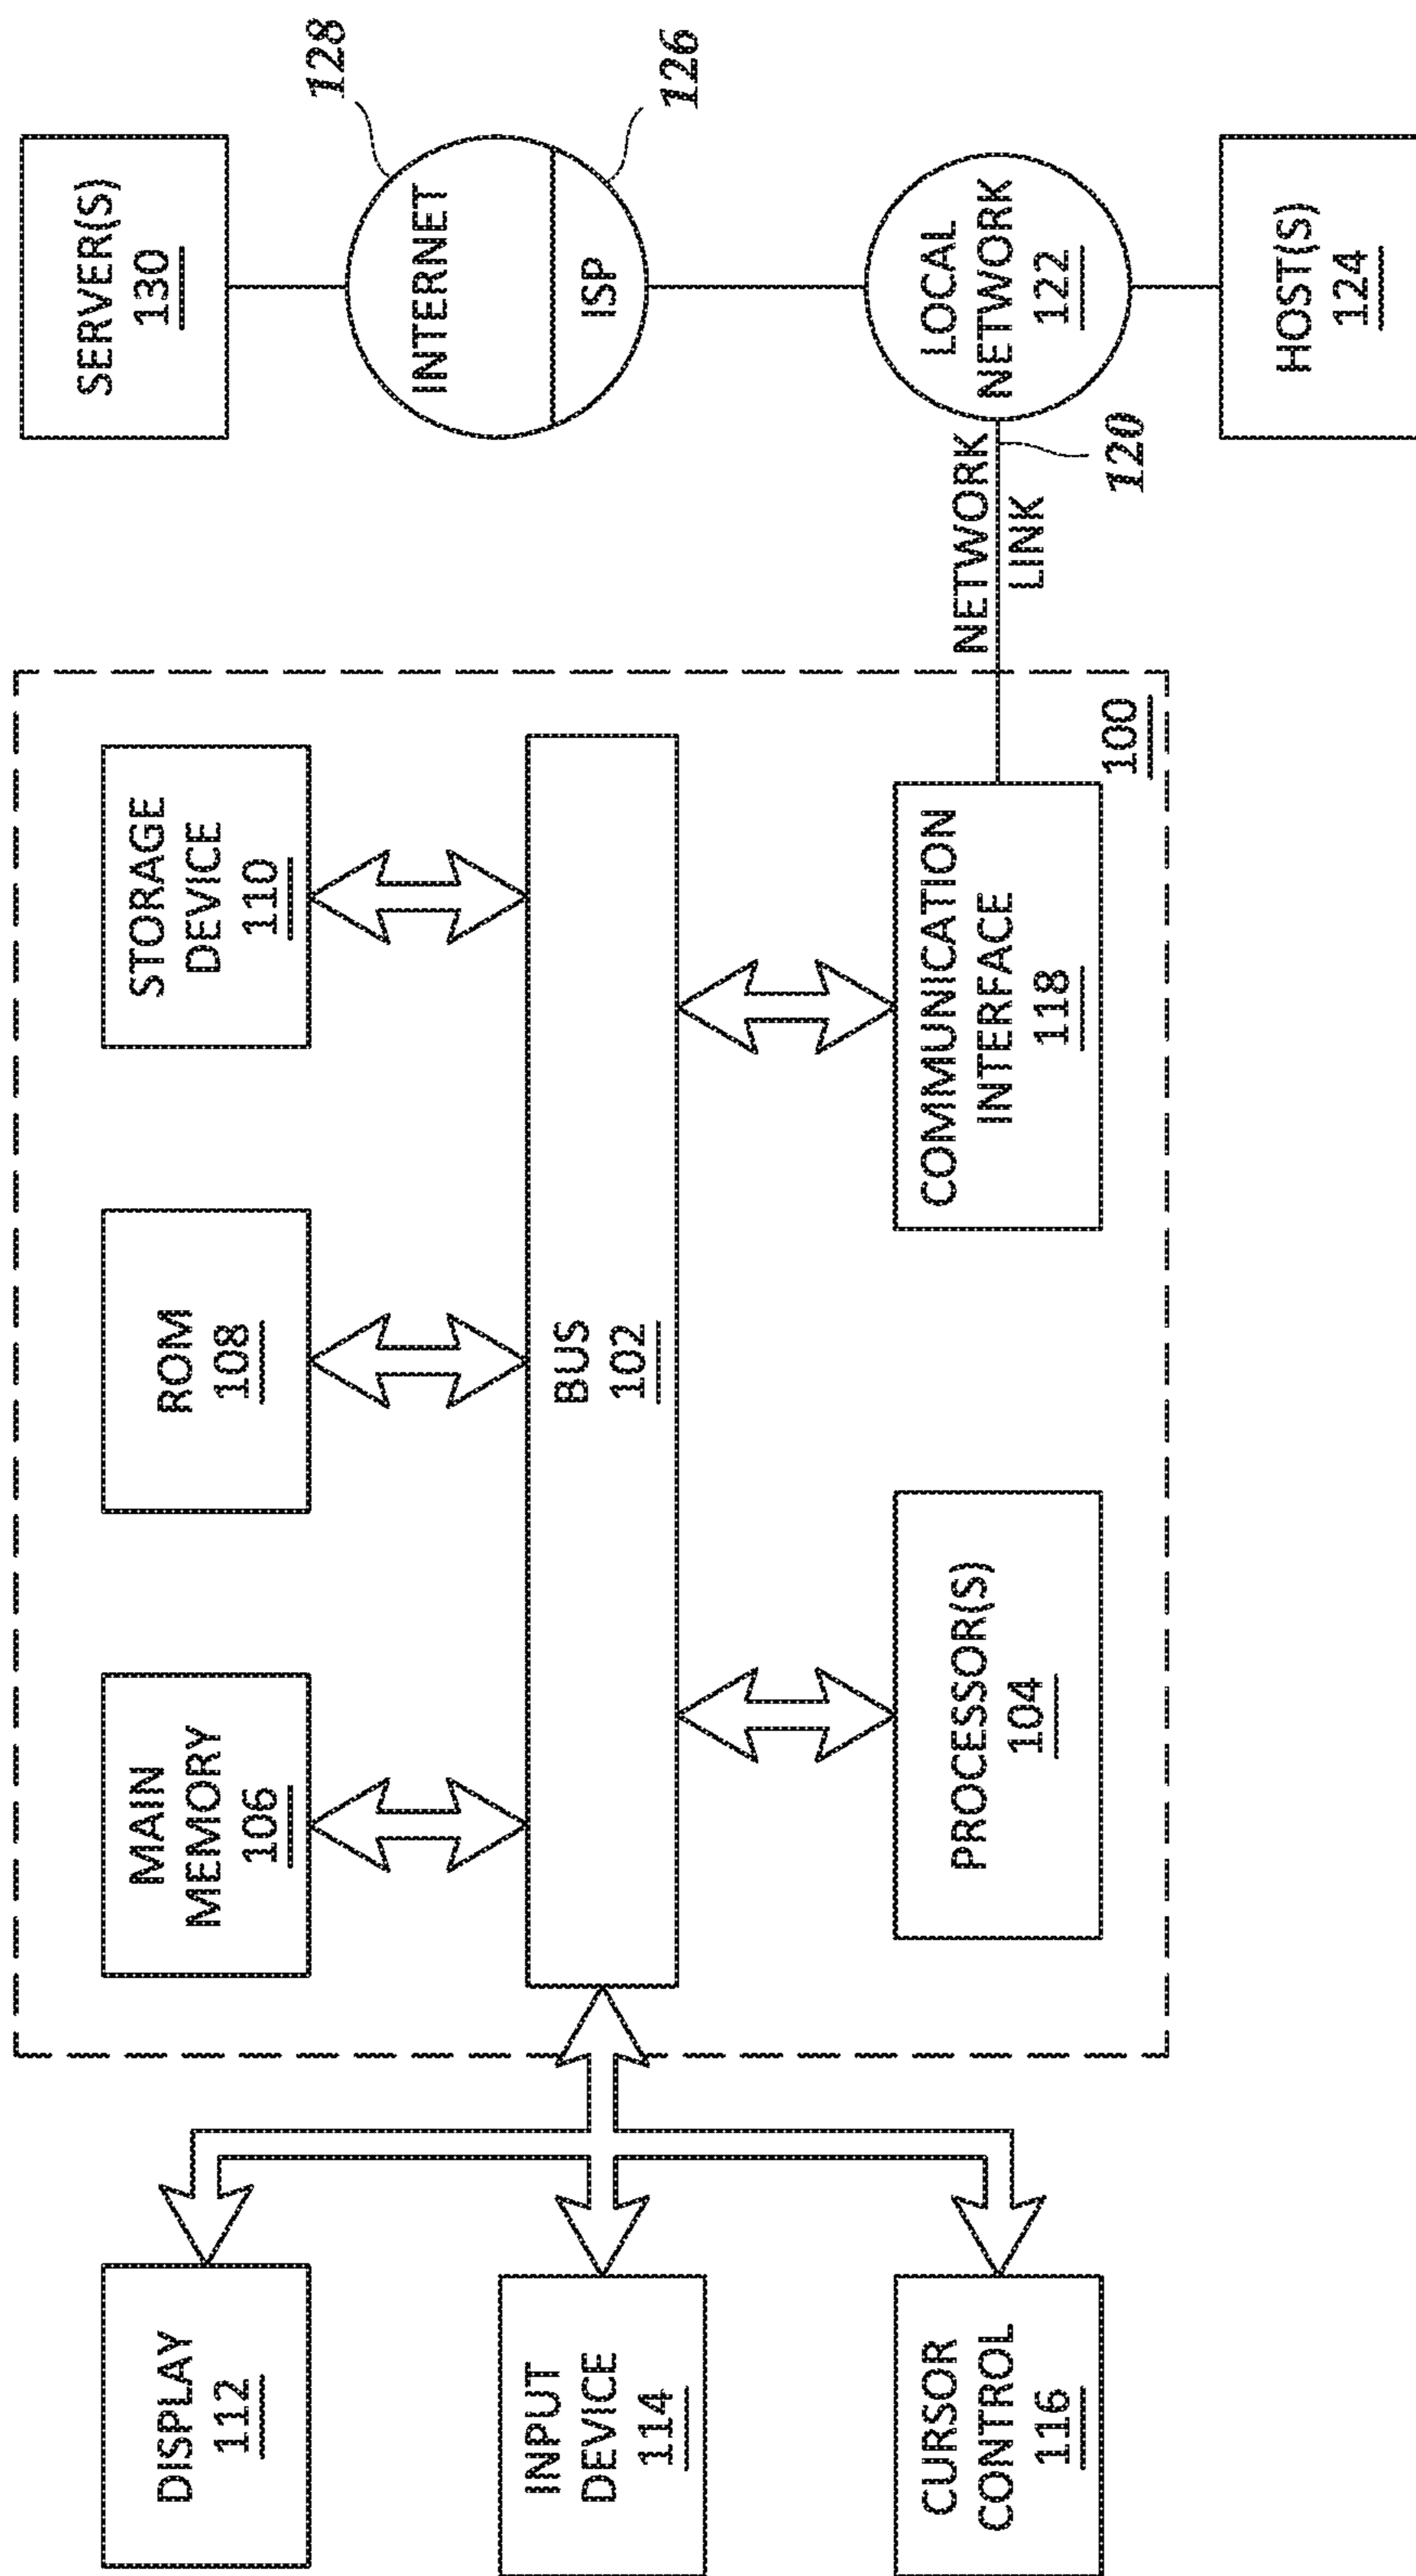 DISPLAY
112
INPUT
DEVICE
114
CURSOR
CONTROL
116
MAIN
MEMORY
106
ROM
108
STORAGE
DEVICE
110
BUS
102
PROCESSOR(S)
104
COMMUNICATION
INTERFACE
118
100
NETWORK
LINK
120
SERVER(S)
130
128
INTERNET
ISP
126
LOCAL
NETWORK
122
HOST(S)
124